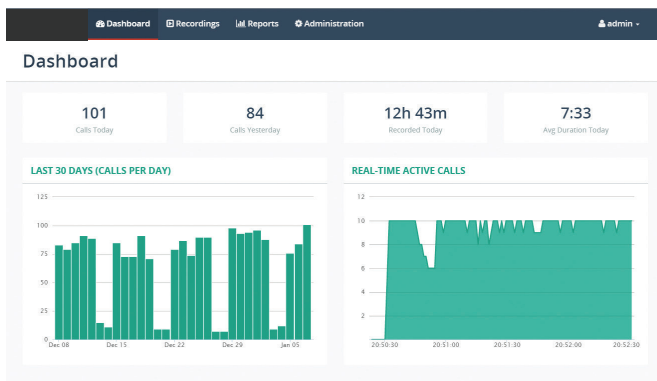 Dashboard Recordings Reports Administration admin
Dashboard
101 84 12h 43m 7:33
Calls Today Calls Yesterday Recorded Today Avg Duration Today
LAST 30 DAYS (CALLS PER DAY) REAL-TIME ACTIVE CALLS
125
100
75
50
25
0
Dec 08 Dec 15 Dec 22 Dec 29 Jan 05
12
10
8
6
4
2
20:50:30 20:51:00 20:51:30 20:52:00 20:52:30